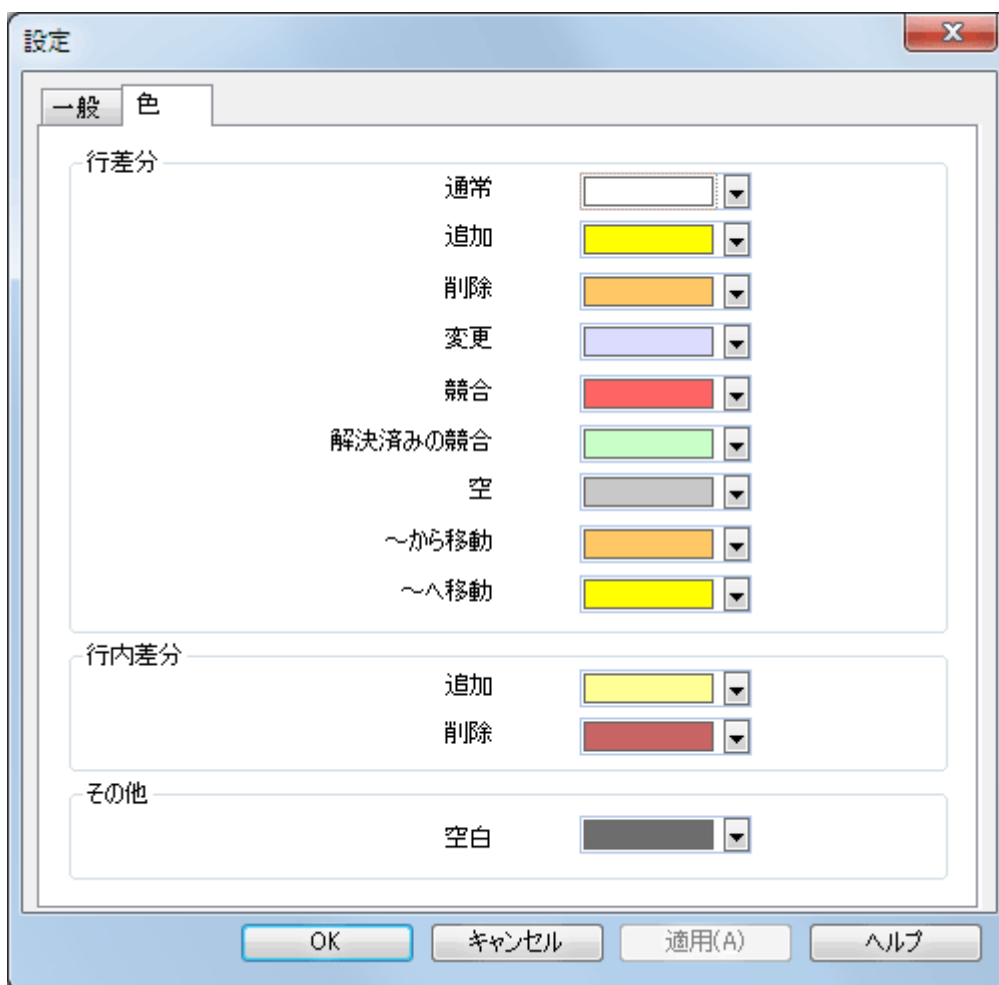 設定
一般
色
行差分
通常
追加
削除
変更
競合
解決済みの競合
空
～から移動
～へ移動
行内差分
追加
削除
その他
空白
OK
キャンセル
適用(A)
ヘルプ